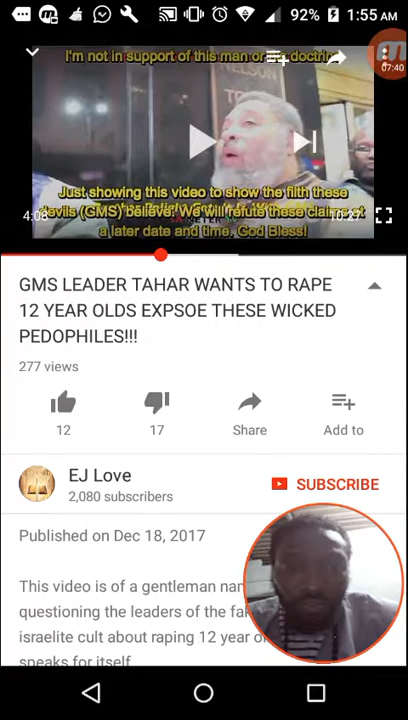 92% 1:55 AM
I'm not in support of this man or his doctrine
NELSON
07:40
Just showing this video to show the filth these
devils (GMS) believe. We will refute these claims at
a later date and time. God Bless!
4:08
10:27
GMS LEADER TAHAR WANTS TO RAPE
12 YEAR OLDS EXPSOE THESE WICKED
PEDOPHILES!!!
277 views
12 17 Share Add to
EJ Love
2,080 subscribers
SUBSCRIBE
Published on Dec 18, 2017
This video is of a gentleman
questioning the leaders of the
israelite cult about raping 12 year
speaks for itself